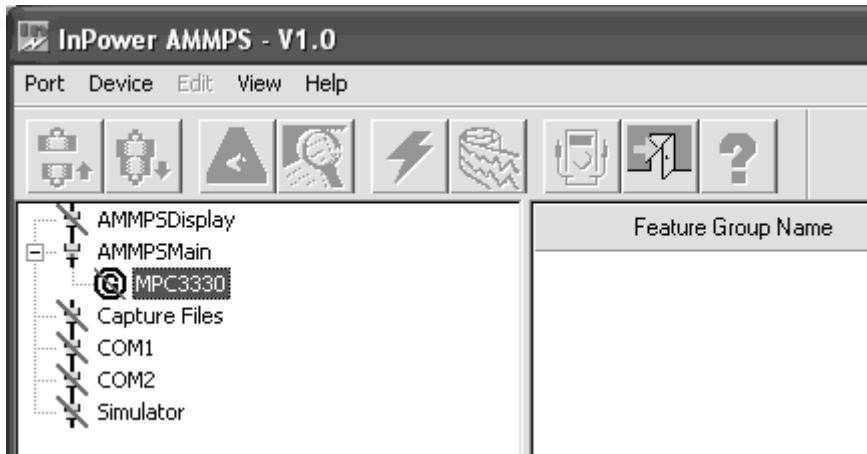 InPower AMMPS - V1.0
Port Device Edit View Help
AMMPSDisplay
AMMPSMain
MPC3330
Capture Files
COM1
COM2
Simulator
Feature Group Name